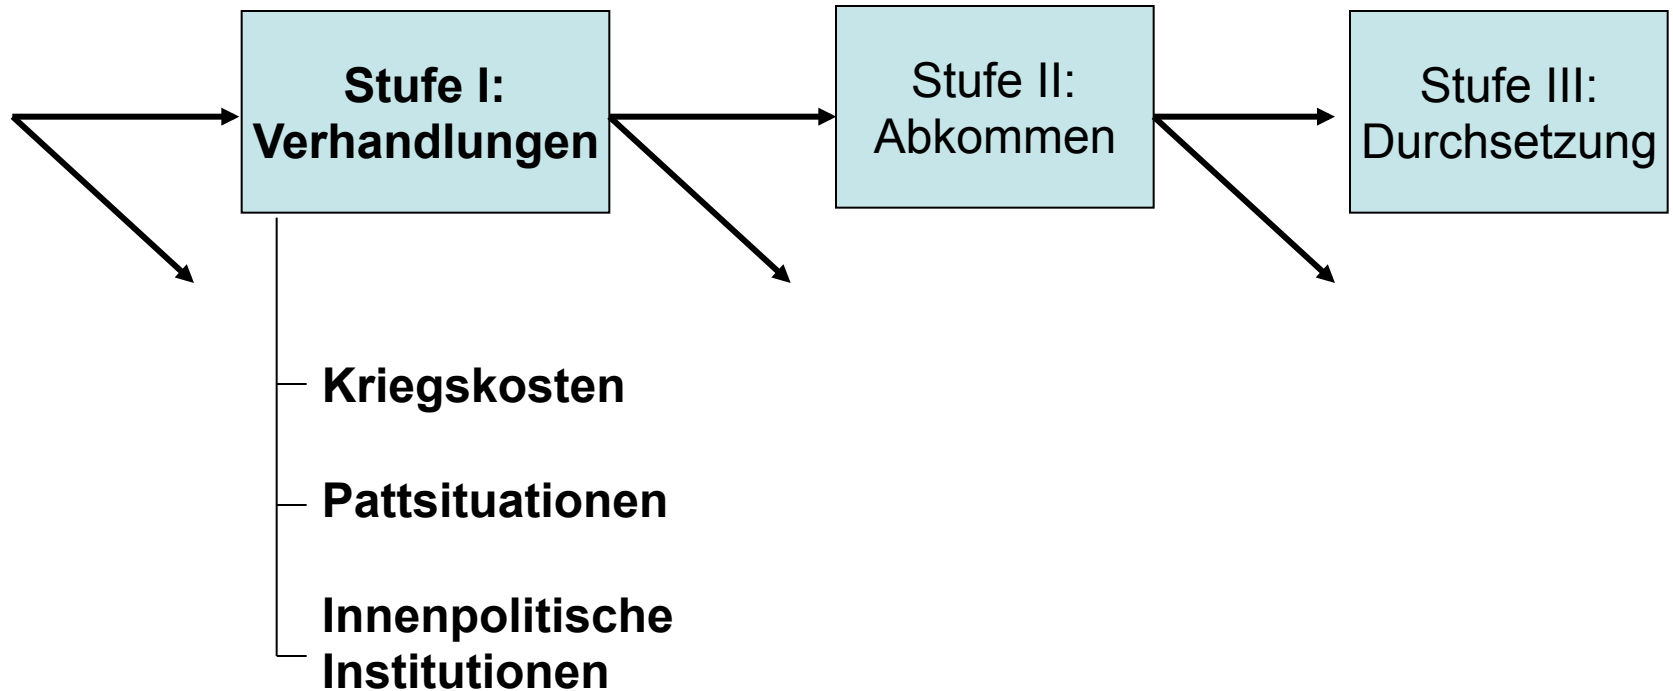 Stufe I:
Verhandlungen
Stufe II:
Abkommen
Stufe III:
Durchsetzung
Kriegskosten
Pattsituationen
Innenpolitische
Institutionen